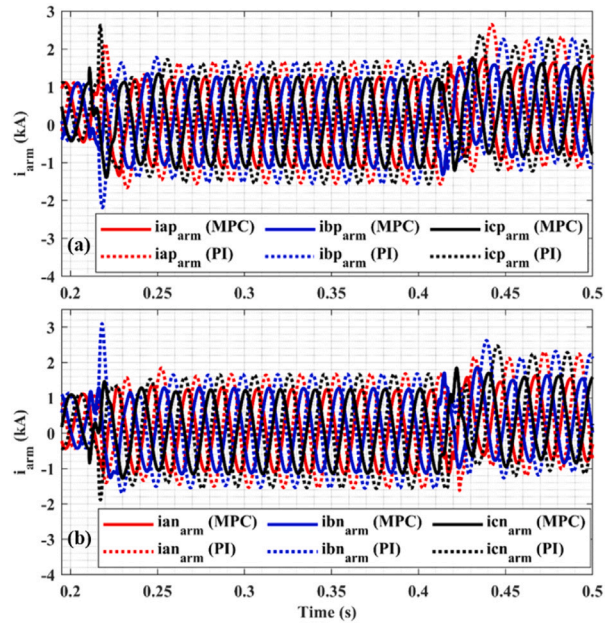 3
2
1
0
-1
-2
-3
-4
i_arm (kA)
(a)
iap_arm (MPC) ibp_arm (MPC) icp_arm (MPC)
iap_arm (PI) ibp_arm (PI) icp_arm (PI)
0.2 0.25 0.3 0.35 0.4 0.45 0.5
4
3
2
1
0
-1
-2
-3
-4
i_arm (kA)
(b)
ian_arm (MPC) ibn_arm (MPC) icn_arm (MPC)
ian_arm (PI) ibn_arm (PI) icn_arm (PI)
0.2 0.25 0.3 0.35 0.4 0.45 0.5
Time (s)